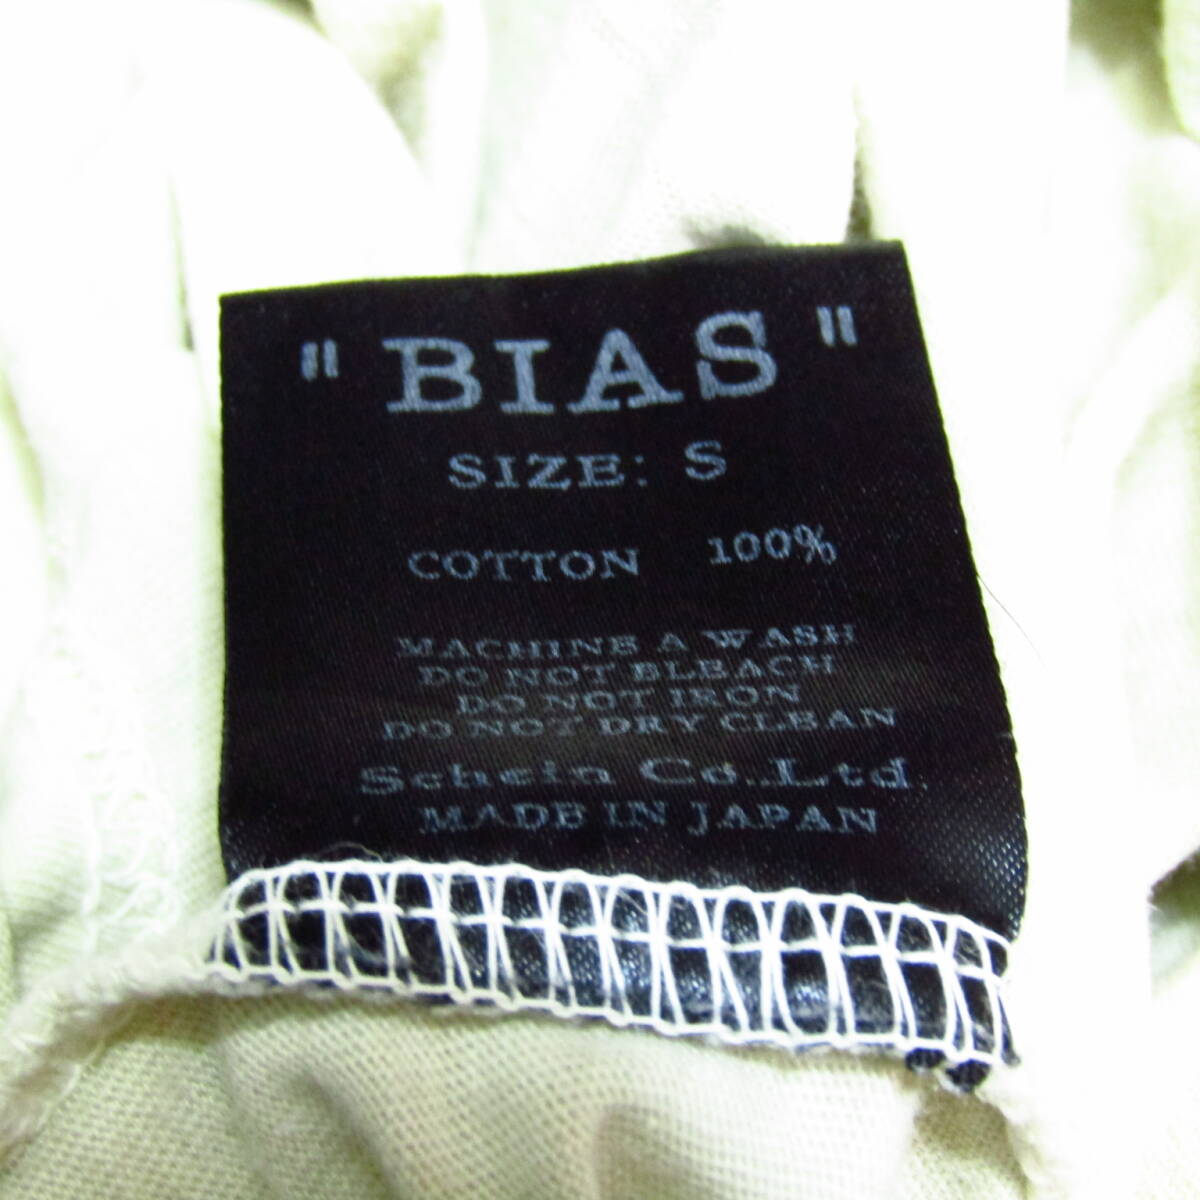 "BIAS"
SIZE: S
COTTON 100%
MACHINE A WASH
DO NOT BLEACH
DO NOT IRON
DO NOT DRY CLEAN
Schein Co.,Ltd.
MADE IN JAPAN